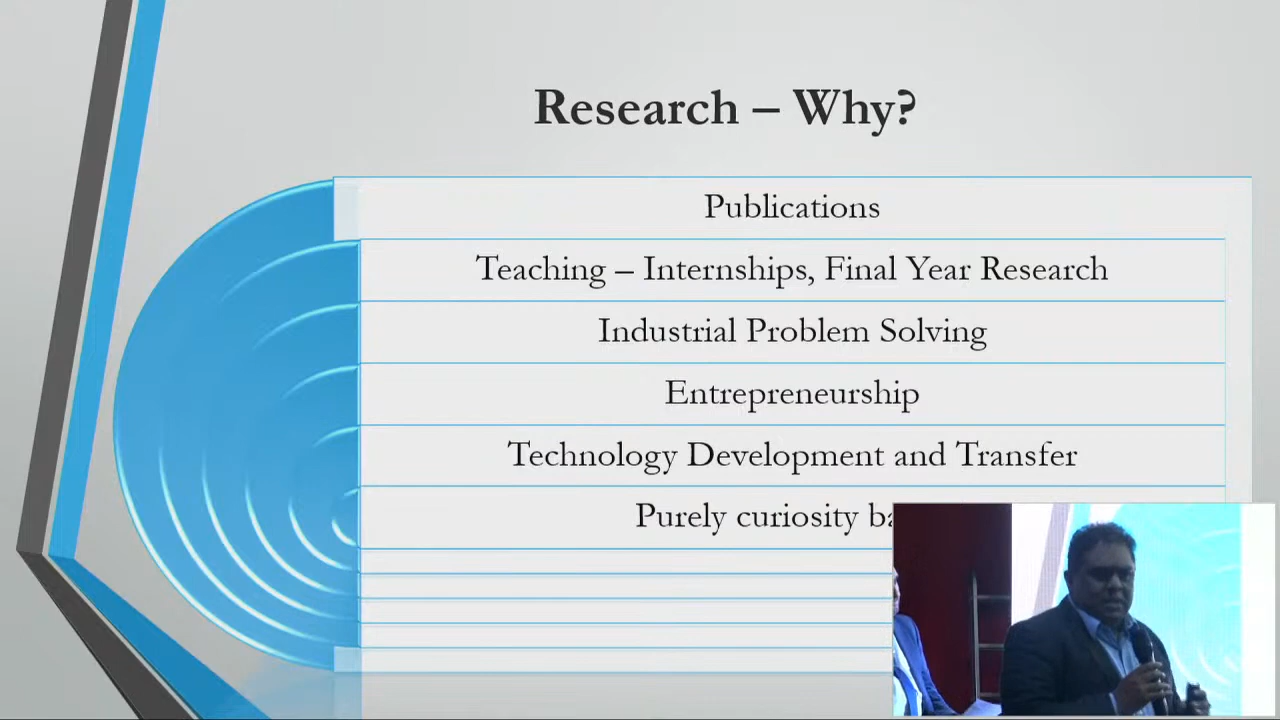 Research – Why?
Publications
Teaching – Internships, Final Year Research
Industrial Problem Solving
Entrepreneurship
Technology Development and Transfer
Purely curiosity